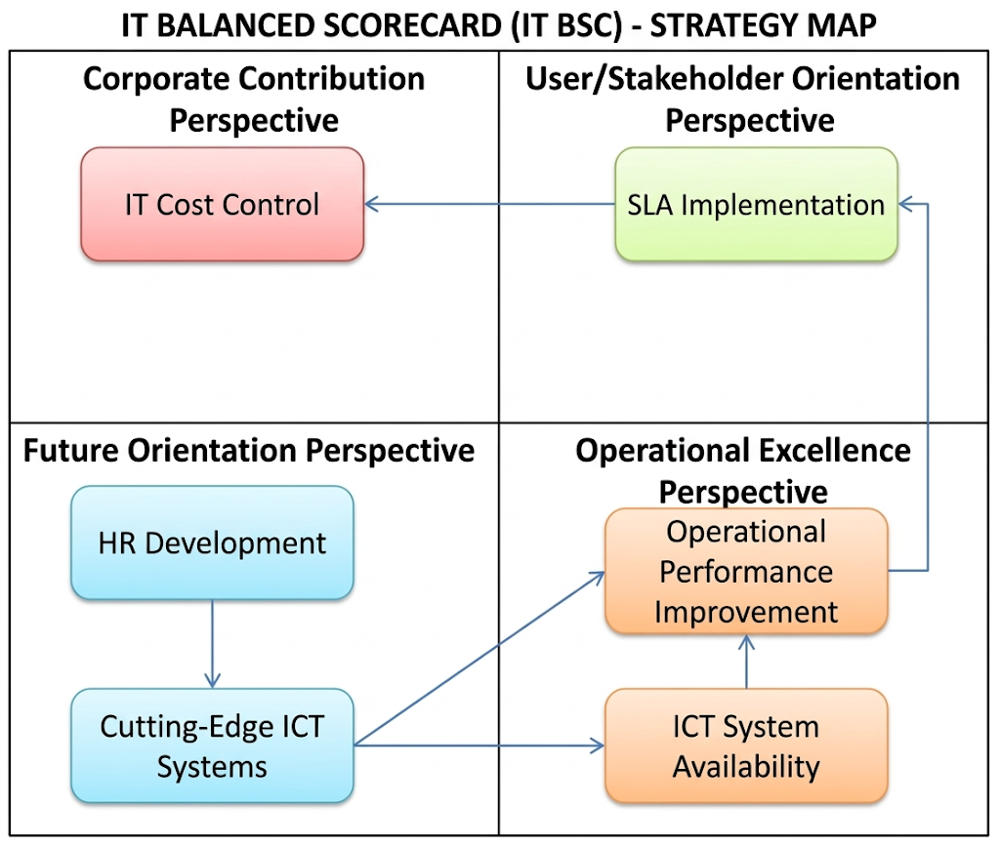 IT BALANCED SCORECARD (IT BSC) - STRATEGY MAP
Corporate Contribution
Perspective
IT Cost Control
User/Stakeholder Orientation
Perspective
SLA Implementation
Future Orientation Perspective
HR Development
Cutting-Edge ICT
Systems
Operational Excellence
Perspective
Operational
Performance
Improvement
ICT System
Availability